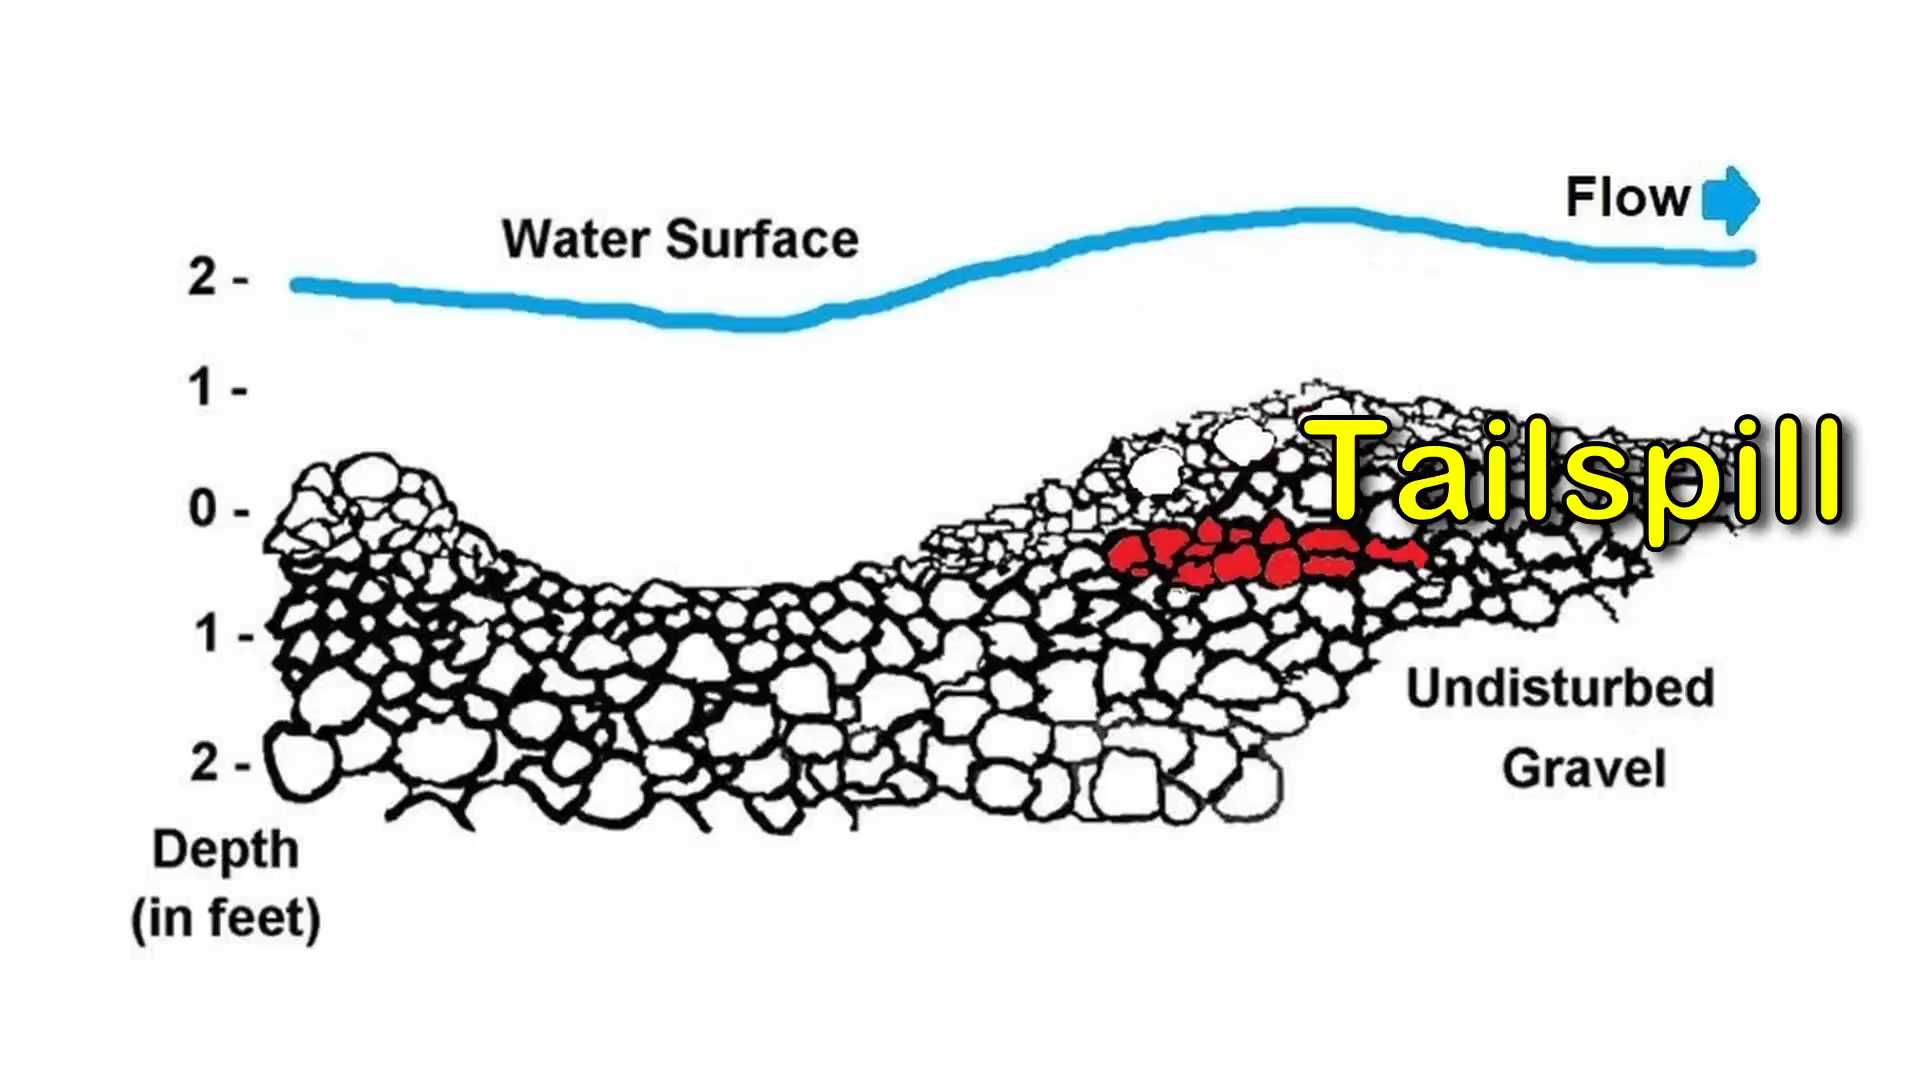 Flow
Water Surface
2 -
1 -
Tailspill
0 -
1 -
Undisturbed
Gravel
2 -
Depth
(in feet)